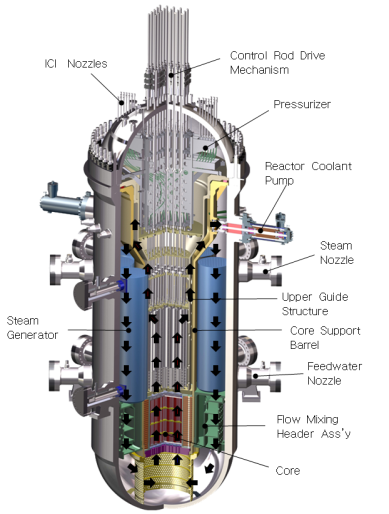 Control Rod Drive
Mechanism
ICI Nozzles
Pressurizer
Reactor Coolant
Pump
Steam
Nozzle
Upper Guide
Structure
Steam
Generator
Core Support
Barrel
Feedwater
Nozzle
Flow Mixing
Header Ass'y
Core